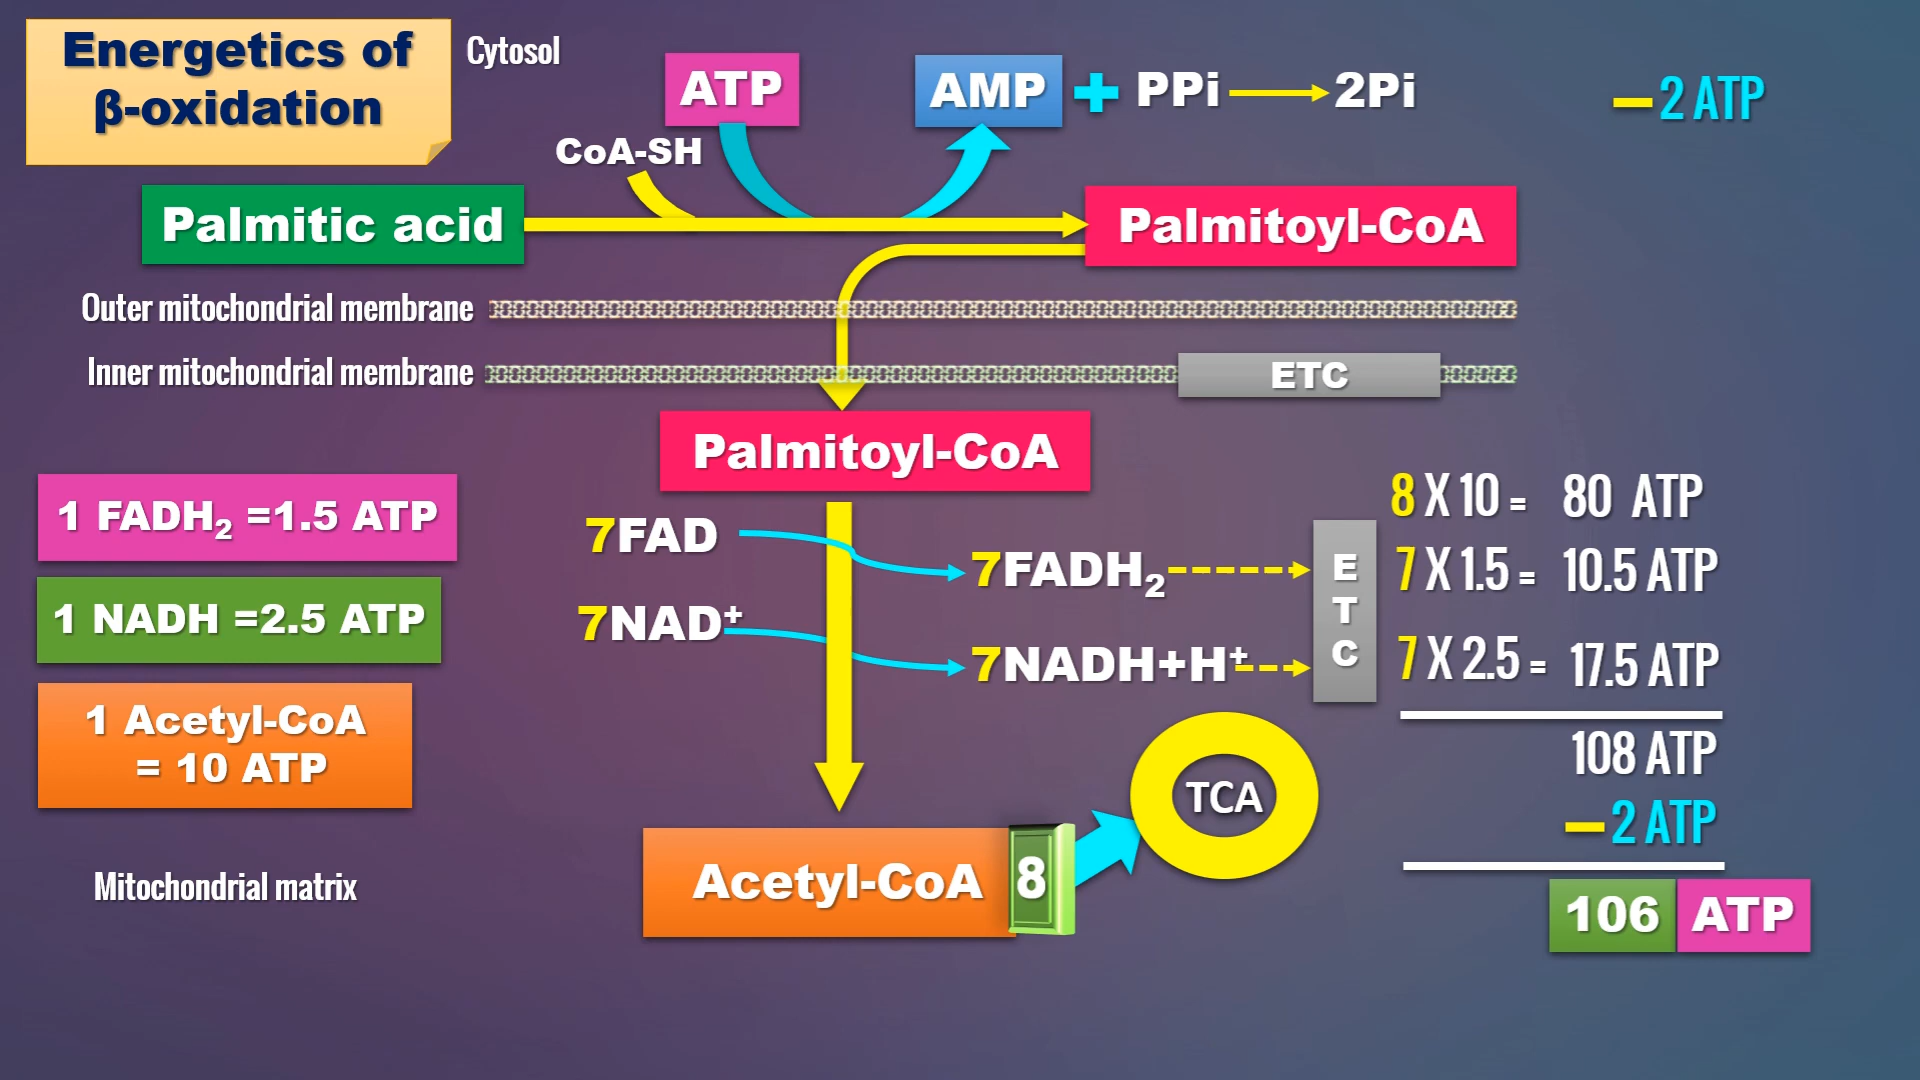 Energetics of
β-oxidation
Cytosol
ATP
AMP + PPi 2Pi
– 2 ATP
CoA-SH
Palmitic acid
Palmitoyl-CoA
Outer mitochondrial membrane
Inner mitochondrial membrane
ETC
Palmitoyl-CoA
1 FADH₂ =1.5 ATP
1 NADH =2.5 ATP
1 Acetyl-CoA
= 10 ATP
Mitochondrial matrix
7FAD
7FADH₂
7NAD⁺
7NADH+H⁺
E
T
C
8 X 10 = 80 ATP
7 X 1.5 = 10.5 ATP
7 X 2.5 = 17.5 ATP
108 ATP
– 2 ATP
106 ATP
TCA
Acetyl-CoA 8